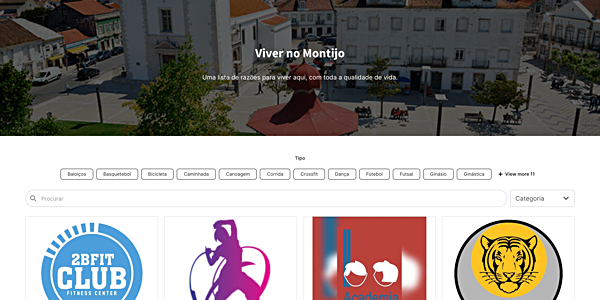 Viver no Montijo
Uma lista de razões para viver aqui, com toda a qualidade de vida.
Tipo
Baloiços Basquetebol Bicicleta Caminhada Canoagem Corrida Crossfit Dança Futebol Futsal Ginásio Ginástica + View more 11
Procurar Categoria
2BFIT
CLUB
FITNESS CENTER
Academia